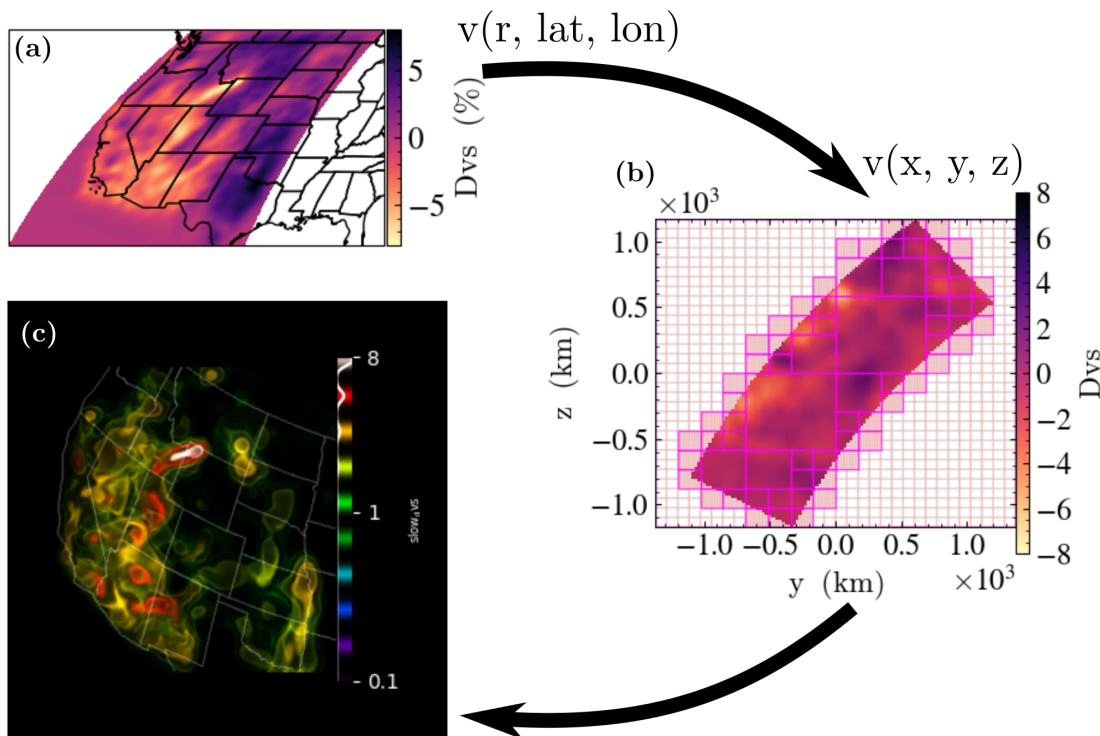 (a)
v(r, lat, lon)
5
0
−5
Dvs (%)
v(x, y, z)
(b)
×10³
8
6
4
2
0
−2
−4
−6
−8
Dvs
1.0
0.5
0.0
−0.5
−1.0
z (km)
−1.0 −0.5 0.0 0.5 1.0
y (km)
×10³
(c)
8
1
0.1
slow_dvs